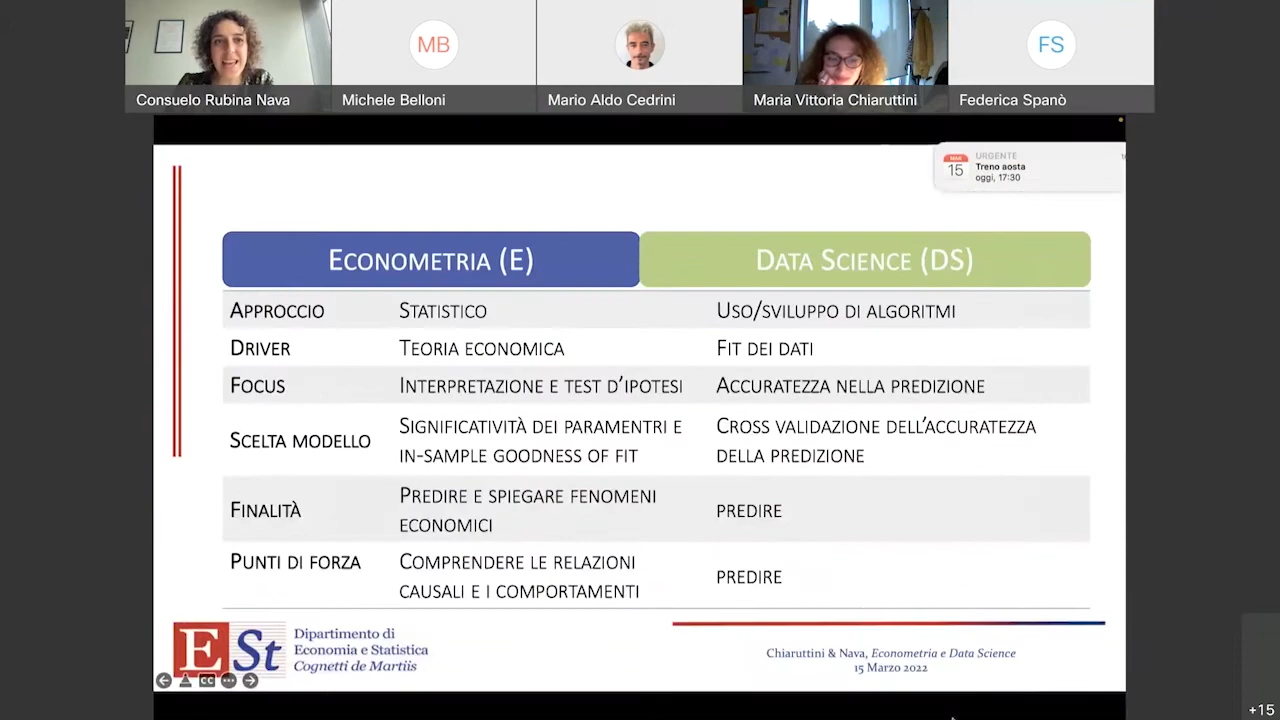 MB
FS
Consuelo Rubina Nava
Michele Belloni
Mario Aldo Cedrini
Maria Vittoria Chiaruttini
Federica Spanò
MAR
15
URGENTE
Treno aosta
oggi, 17:30
ECONOMETRIA (E)
DATA SCIENCE (DS)
APPROCCIO
STATISTICO
USO/SVILUPPO DI ALGORITMI
DRIVER
TEORIA ECONOMICA
FIT DEI DATI
FOCUS
INTERPRETAZIONE E TEST D'IPOTESI
ACCURATEZZA NELLA PREDIZIONE
SCELTA MODELLO
SIGNIFICATIVITÀ DEI PARAMENTRI E
IN-SAMPLE GOODNESS OF FIT
CROSS VALIDAZIONE DELL'ACCURATEZZA
DELLA PREDIZIONE
FINALITÀ
PREDIRE E SPIEGARE FENOMENI
ECONOMICI
PREDIRE
PUNTI DI FORZA
COMPRENDERE LE RELAZIONI
CAUSALI E I COMPORTAMENTI
PREDIRE
ESt
Dipartimento di
Economia e Statistica
Cognetti de Martiis
Chiaruttini & Nava, Econometria e Data Science
15 Marzo 2022
CC
+15